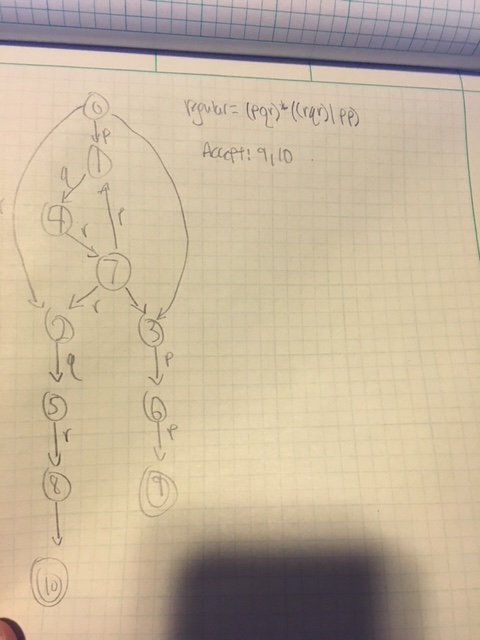 regular = (pqr)*((rqr)|pp)
Accept: 9,10
0
p
1
q
4
r
p
7
r
2
3
q
p
5
6
r
p
8
9
10